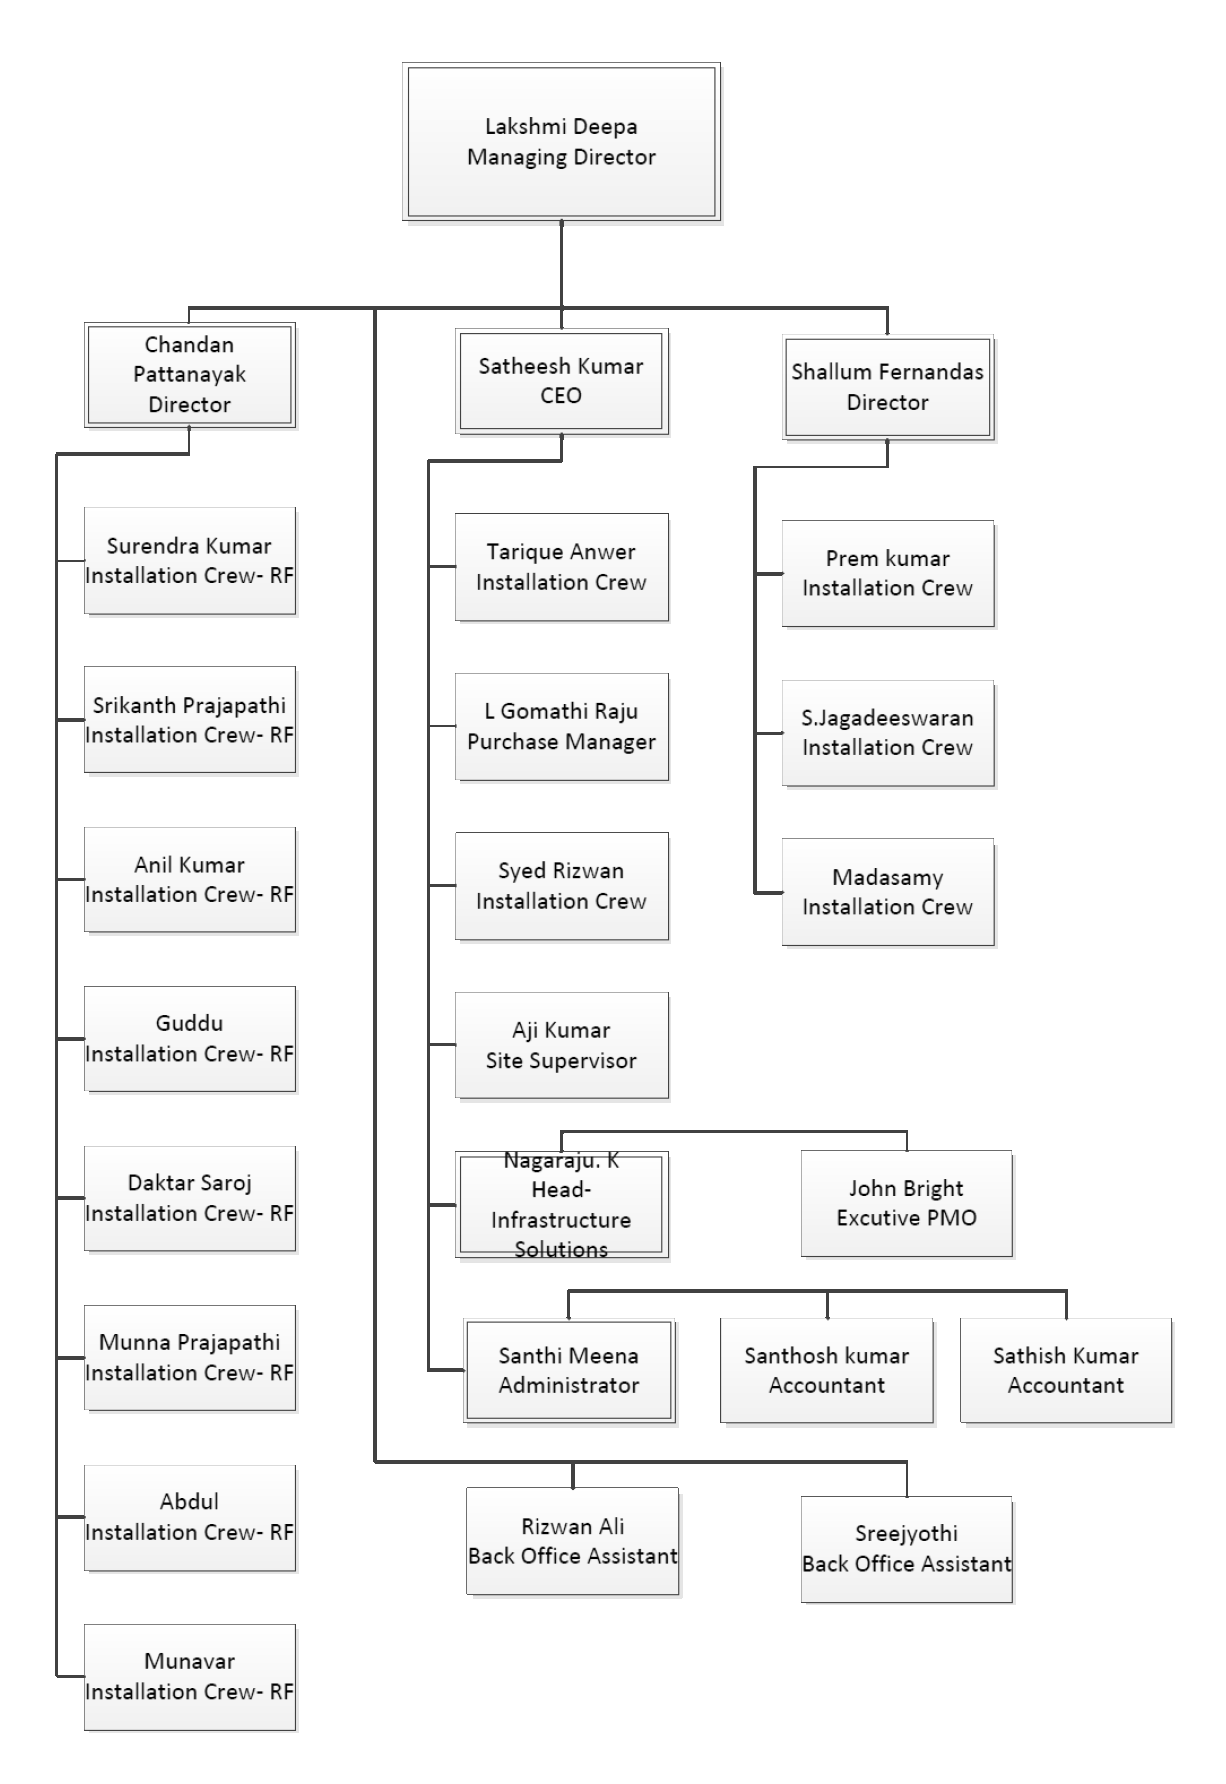 Lakshmi Deepa
Managing Director
Chandan
Pattanayak
Director
Satheesh Kumar
CEO
Shallum Fernandas
Director
Surendra Kumar
Installation Crew- RF
Srikanth Prajapathi
Installation Crew- RF
Anil Kumar
Installation Crew- RF
Guddu
Installation Crew- RF
Daktar Saroj
Installation Crew- RF
Munna Prajapathi
Installation Crew- RF
Abdul
Installation Crew- RF
Munavar
Installation Crew- RF
Tarique Anwer
Installation Crew
L Gomathi Raju
Purchase Manager
Syed Rizwan
Installation Crew
Aji Kumar
Site Supervisor
Nagaraju. K
Head-
Infrastructure
Solutions
John Bright
Excutive PMO
Santhi Meena
Administrator
Santhosh kumar
Accountant
Sathish Kumar
Accountant
Prem kumar
Installation Crew
S.Jagadeeswaran
Installation Crew
Madasamy
Installation Crew
Rizwan Ali
Back Office Assistant
Sreejyothi
Back Office Assistant